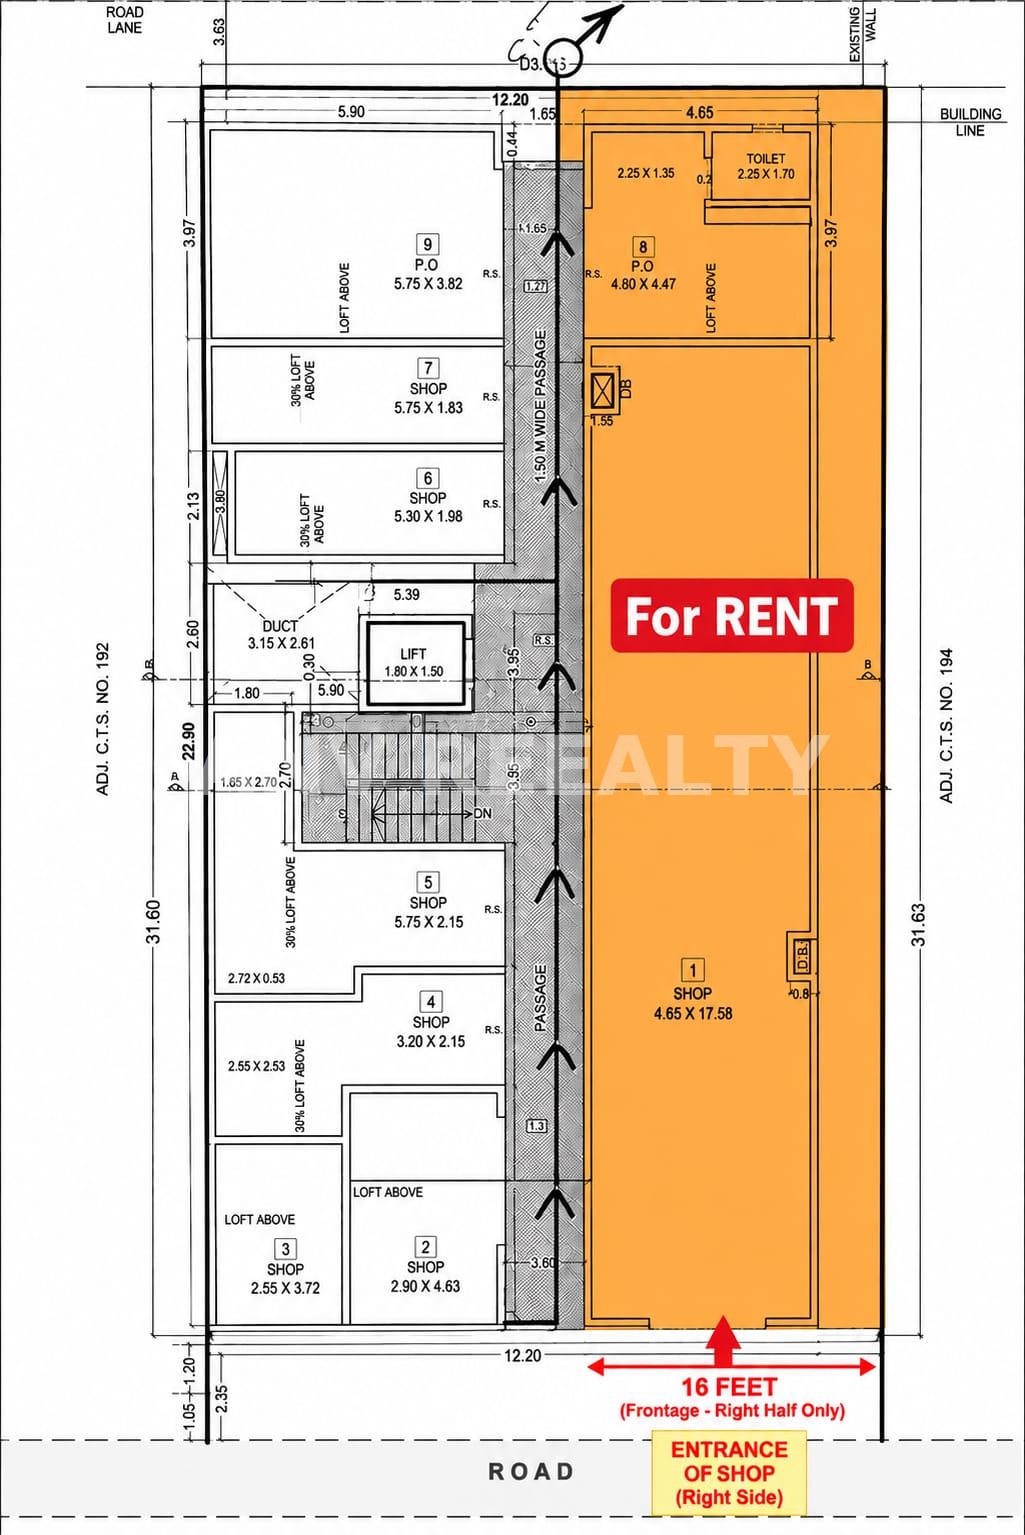 ROAD
LANE
3.63
EXISTING
WALL
12.20
5.90
1.65
4.65
BUILDING
LINE
0.44
TOILET
2.25 X 1.70
2.25 X 1.35
3.97
1.65
3.97
9
P.O
5.75 X 3.82
LOFT ABOVE
R.S.
1.27
R.S.
8
P.O
4.80 X 4.47
LOFT ABOVE
7
SHOP
5.75 X 1.83
30% LOFT
ABOVE
R.S.
1.50 M WIDE PASSAGE
DB
1.55
6
SHOP
5.30 X 1.98
30% LOFT
ABOVE
R.S.
3.80
2.13
5.39
For RENT
DUCT
3.15 X 2.61
2.60
LIFT
1.80 X 1.50
0.30
5.90
1.80
R.S.
3.95
B
B
ADJ. C.T.S. NO. 192
ADJ. C.T.S. NO. 194
22.90
REALTY
A
1.65 X 2.70
2.70
3.95
DN
5
SHOP
5.75 X 2.15
30% LOFT ABOVE
R.S.
2.72 X 0.53
31.60
31.63
4
SHOP
3.20 X 2.15
R.S.
2.55 X 2.53
30% LOFT ABOVE
PASSAGE
1
SHOP
4.65 X 17.58
D.B.
0.8
1.3
LOFT ABOVE
LOFT ABOVE
3
SHOP
2.55 X 3.72
2
SHOP
2.90 X 4.63
3.60
12.20
1.20
1.05
2.35
16 FEET
(Frontage - Right Half Only)
ENTRANCE
OF SHOP
(Right Side)
ROAD